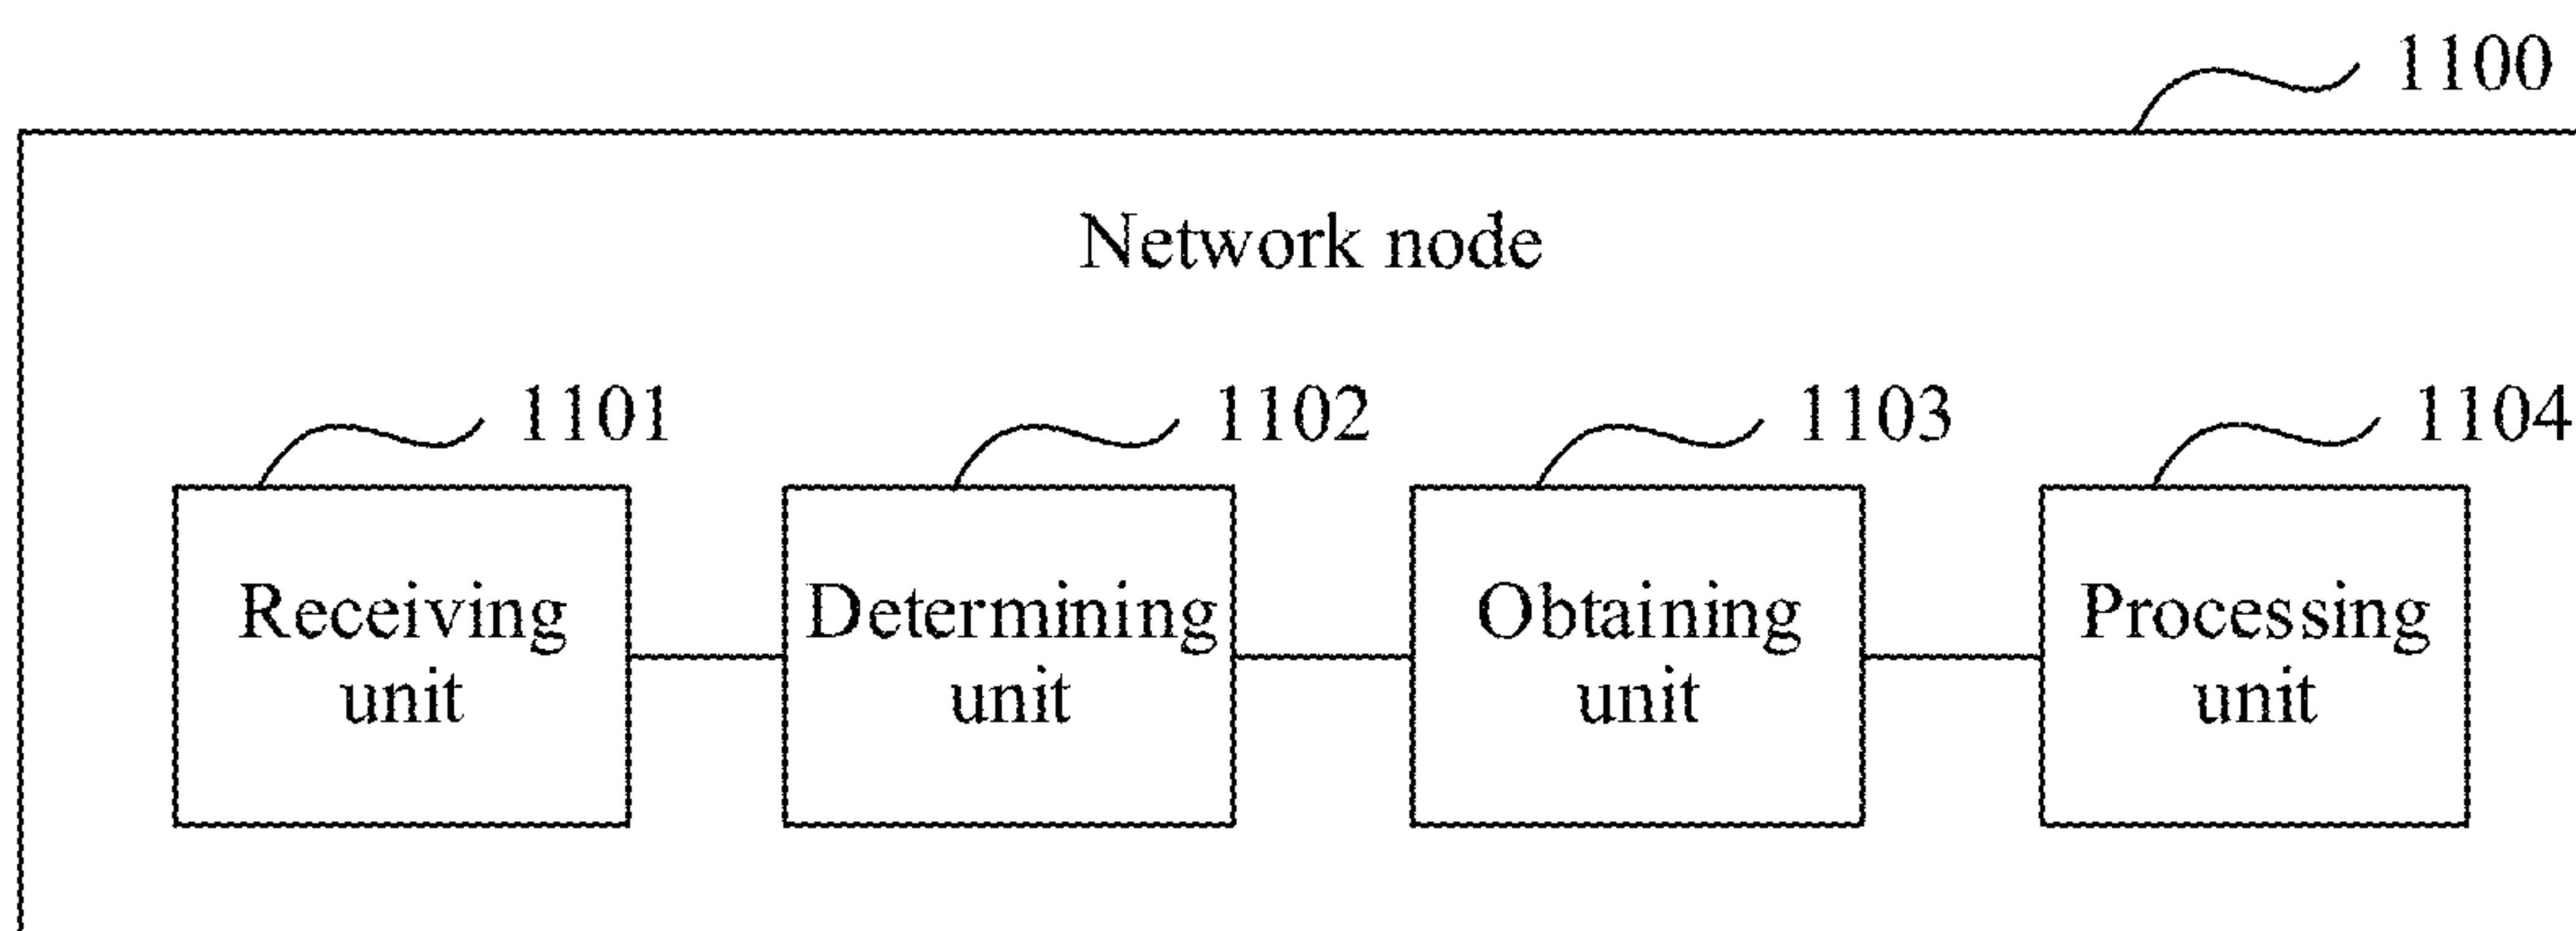 1100
Network node
1101
1102
1103
1104
Receiving
unit
Determining
unit
Obtaining
unit
Processing
unit